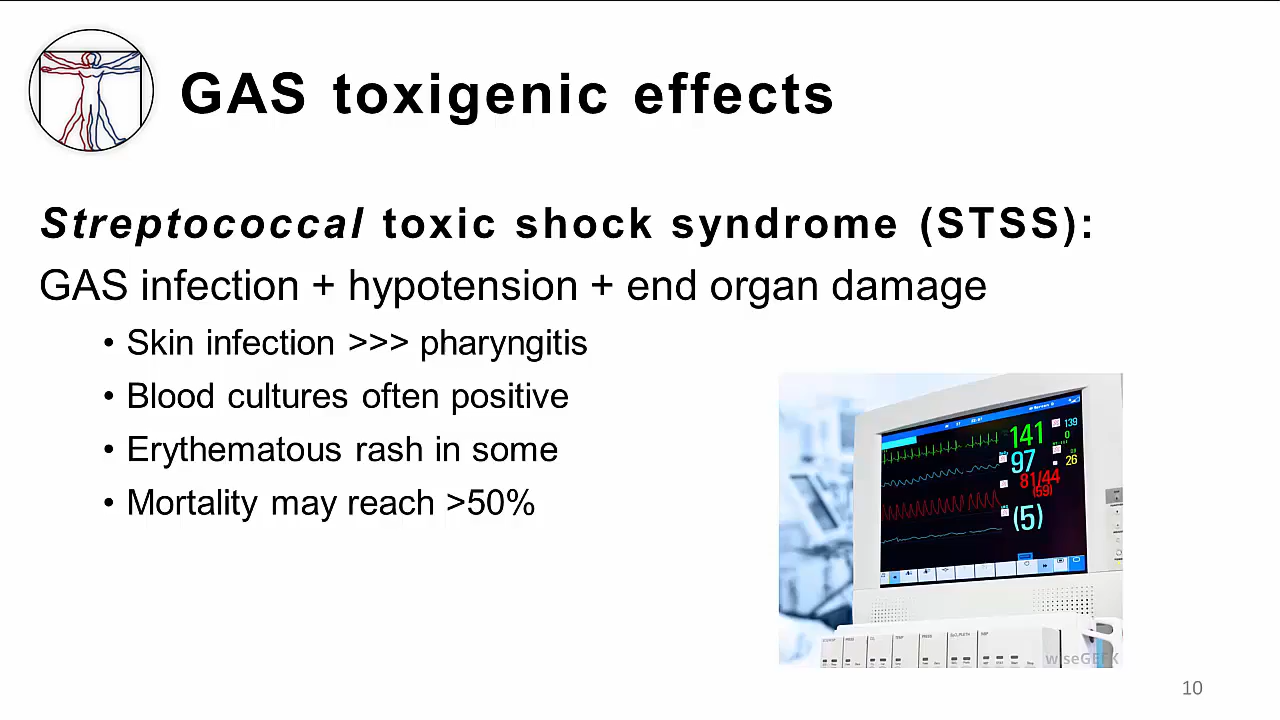 GAS toxigenic effects
Streptococcal toxic shock syndrome (STSS):
GAS infection + hypotension + end organ damage
• Skin infection >>> pharyngitis
• Blood cultures often positive
• Erythematous rash in some
• Mortality may reach >50%
141
139
0
97
26
81/44
(59)
(5)
wiseGEEK
10